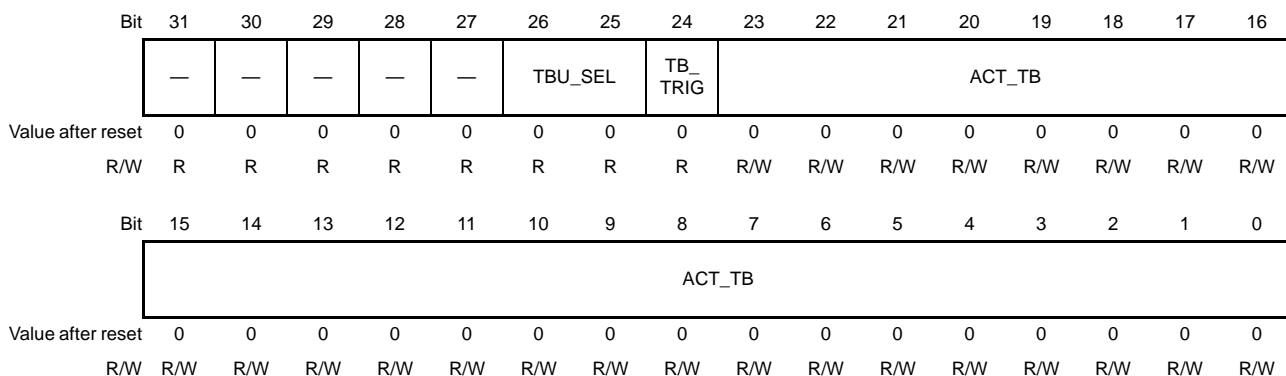 Bit 31 30 29 28 27 26 25 24 23 22 21 20 19 18 17 16
— — — — — TBU_SEL TB_ ACT_TB
TRIG
Value after reset 0 0 0 0 0 0 0 0 0 0 0 0 0 0 0 0
R/W R R R R R R R R R/W R/W R/W R/W R/W R/W R/W R/W
Bit 15 14 13 12 11 10 9 8 7 6 5 4 3 2 1 0
ACT_TB
Value after reset 0 0 0 0 0 0 0 0 0 0 0 0 0 0 0 0
R/W R/W R/W R/W R/W R/W R/W R/W R/W R/W R/W R/W R/W R/W R/W R/W R/W